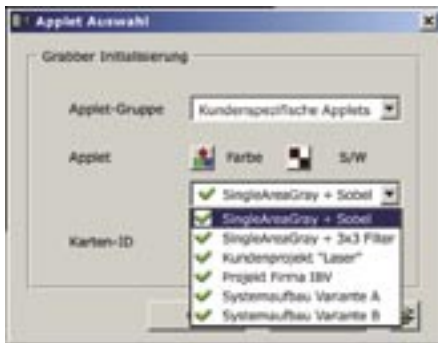 Applet Auswahl
Grabber Initialisierung
Applet-Gruppe Kundenspezifische Applets
Applet Farbe S/W
SingleAreaGray + Sobel
SingleAreaGray + Sobel
Karten-ID SingleAreaGray + 3x3 Filter
Kundenprojekt "Laser"
Projekt Firma IBV
Systemaufbau Variante A
Systemaufbau Variante B